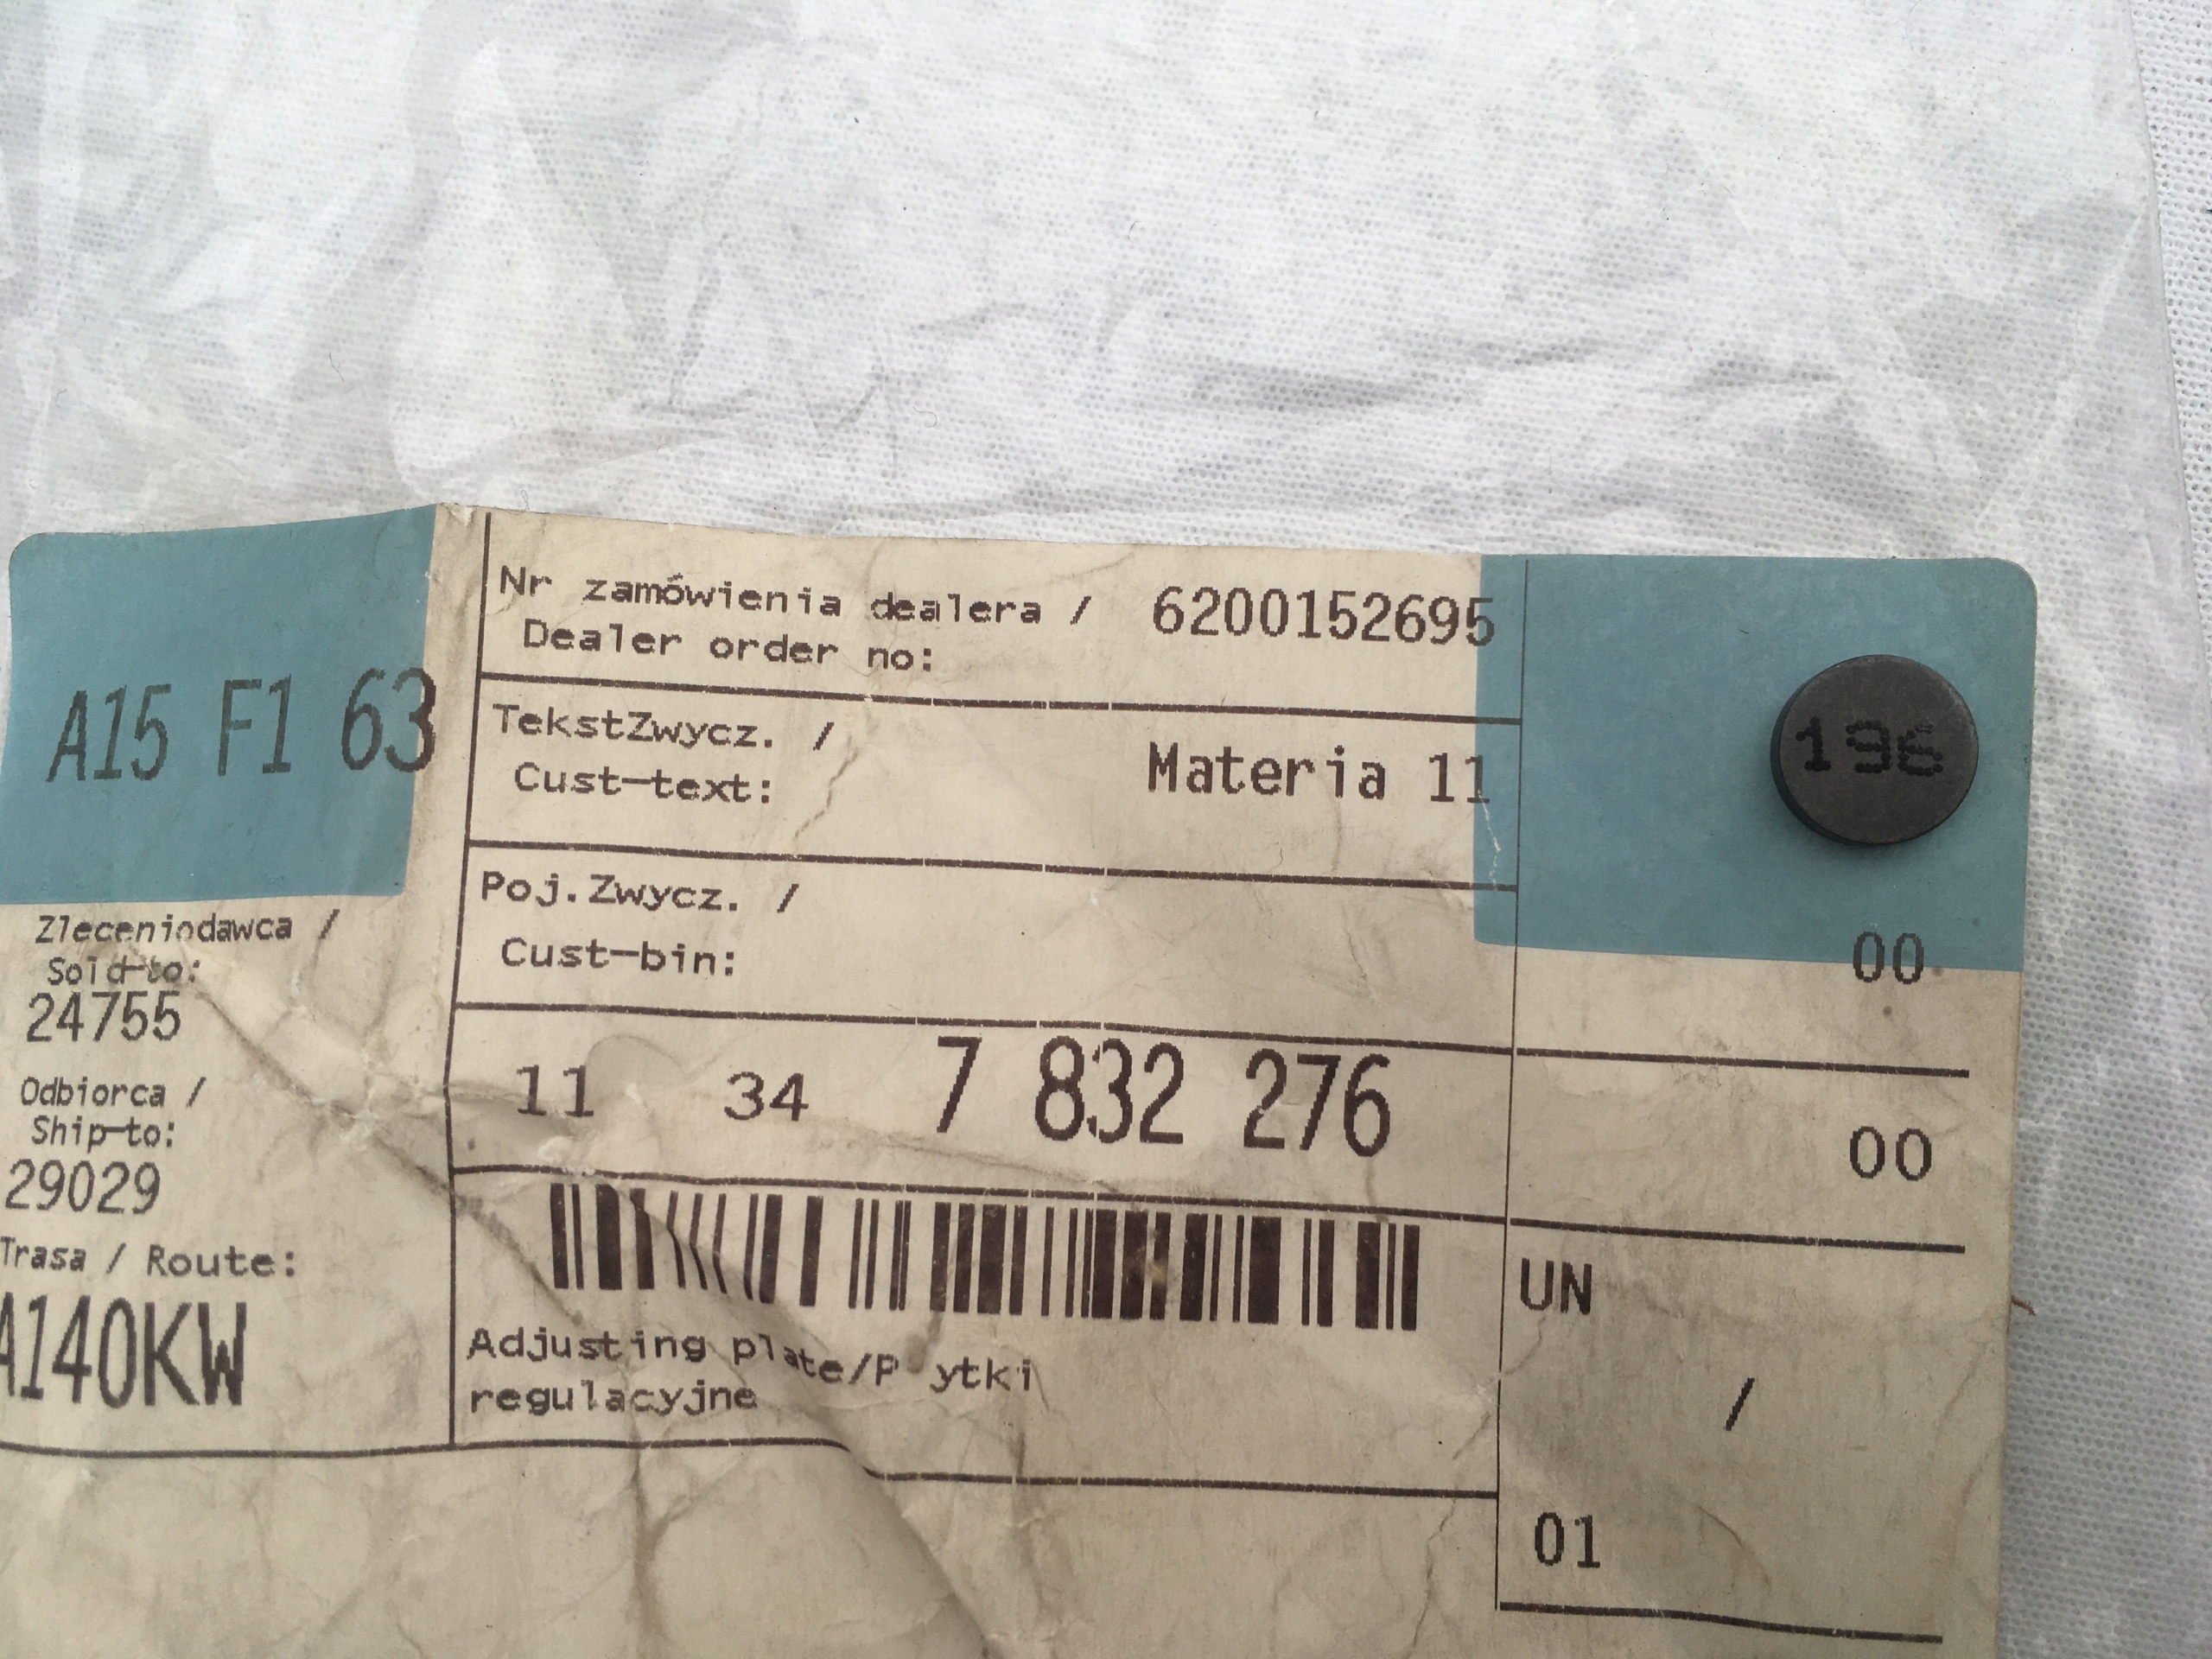 A15 F1 63
Nr zamówienia dealera / 6200152695
Dealer order no:
TekstZwycz. / Materia 11
Cust-text:
Poj.Zwycz. /
Cust-bin:
196
00
Zleceniodawca /
Sold-to:
24755
Odbiorca /
Ship-to:
29029
Trasa / Route:
A140KW
11 34 7 832 276 00
Adjusting plate/P ytki
regulacyjne
UN
/
01